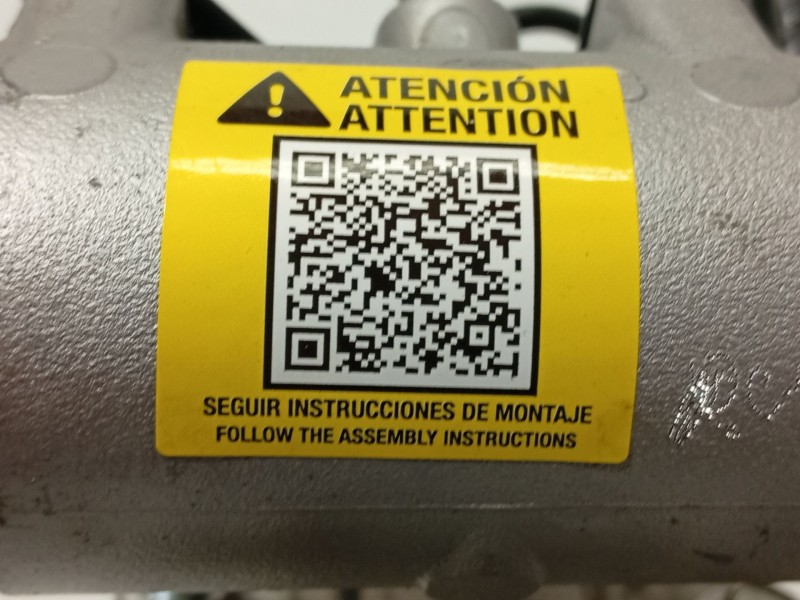 ATENCIÓN
ATTENTION
SEGUIR INSTRUCCIONES DE MONTAJE
FOLLOW THE ASSEMBLY INSTRUCTIONS